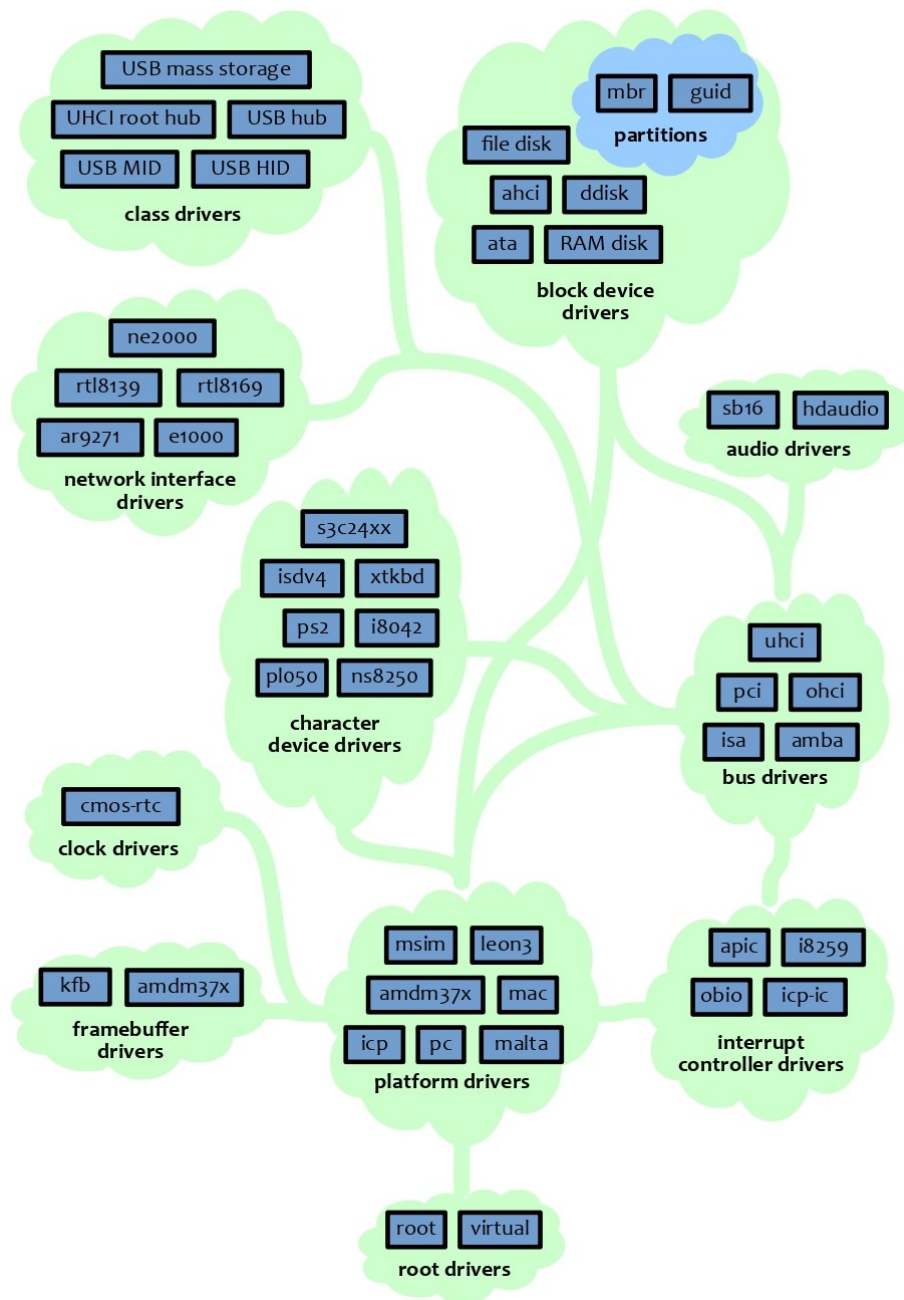 USB mass storage
UHCI root hub
USB hub
USB MID
USB HID
class drivers
mbr
guid
partitions
file disk
ahci
ddisk
ata
RAM disk
block device
drivers
ne2000
rtl8139
rtl8169
ar9271
e1000
network interface
drivers
sb16
hdaudio
audio drivers
s3c24xx
isdv4
xtkbd
ps2
i8042
pl050
ns8250
character
device drivers
uhci
pci
ohci
isa
amba
bus drivers
cmos-rtc
clock drivers
kfb
amdm37x
framebuffer
drivers
msim
leon3
amdm37x
mac
icp
pc
malta
platform drivers
apic
i8259
obio
icp-ic
interrupt
controller drivers
root
virtual
root drivers